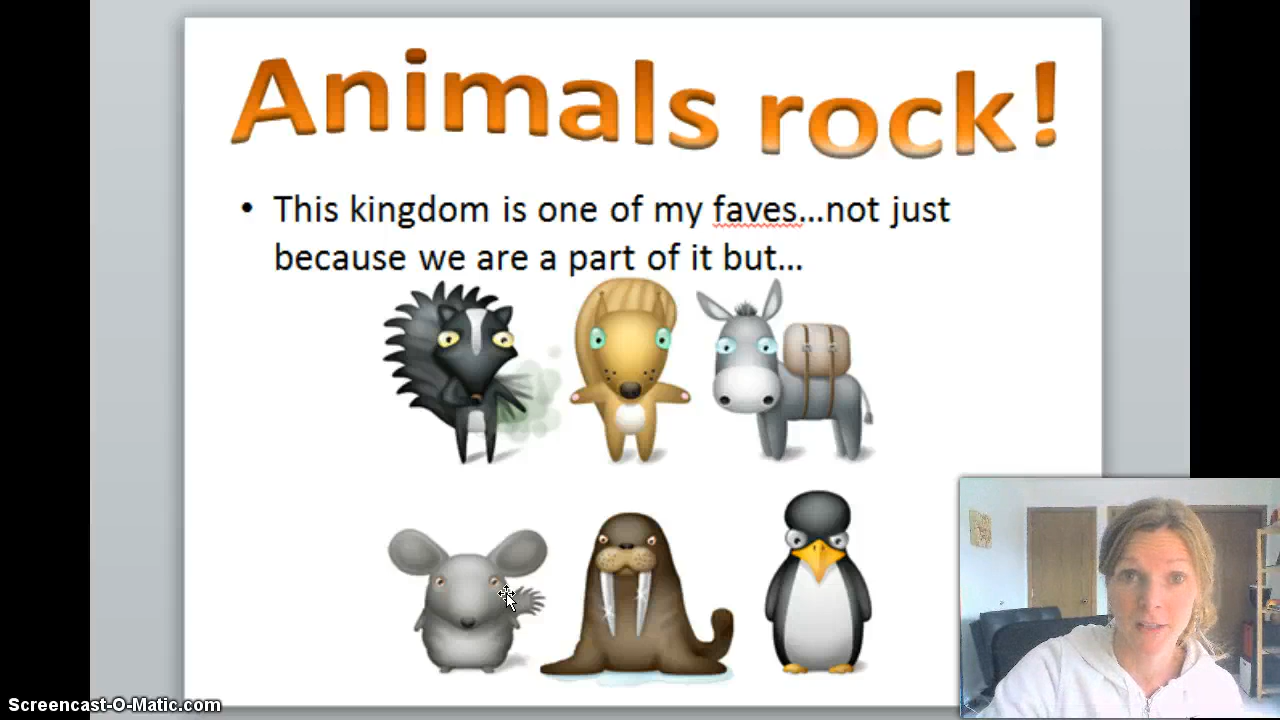 Animals rock!
• This kingdom is one of my faves...not just
because we are a part of it but...
Screencast-O-Matic.com